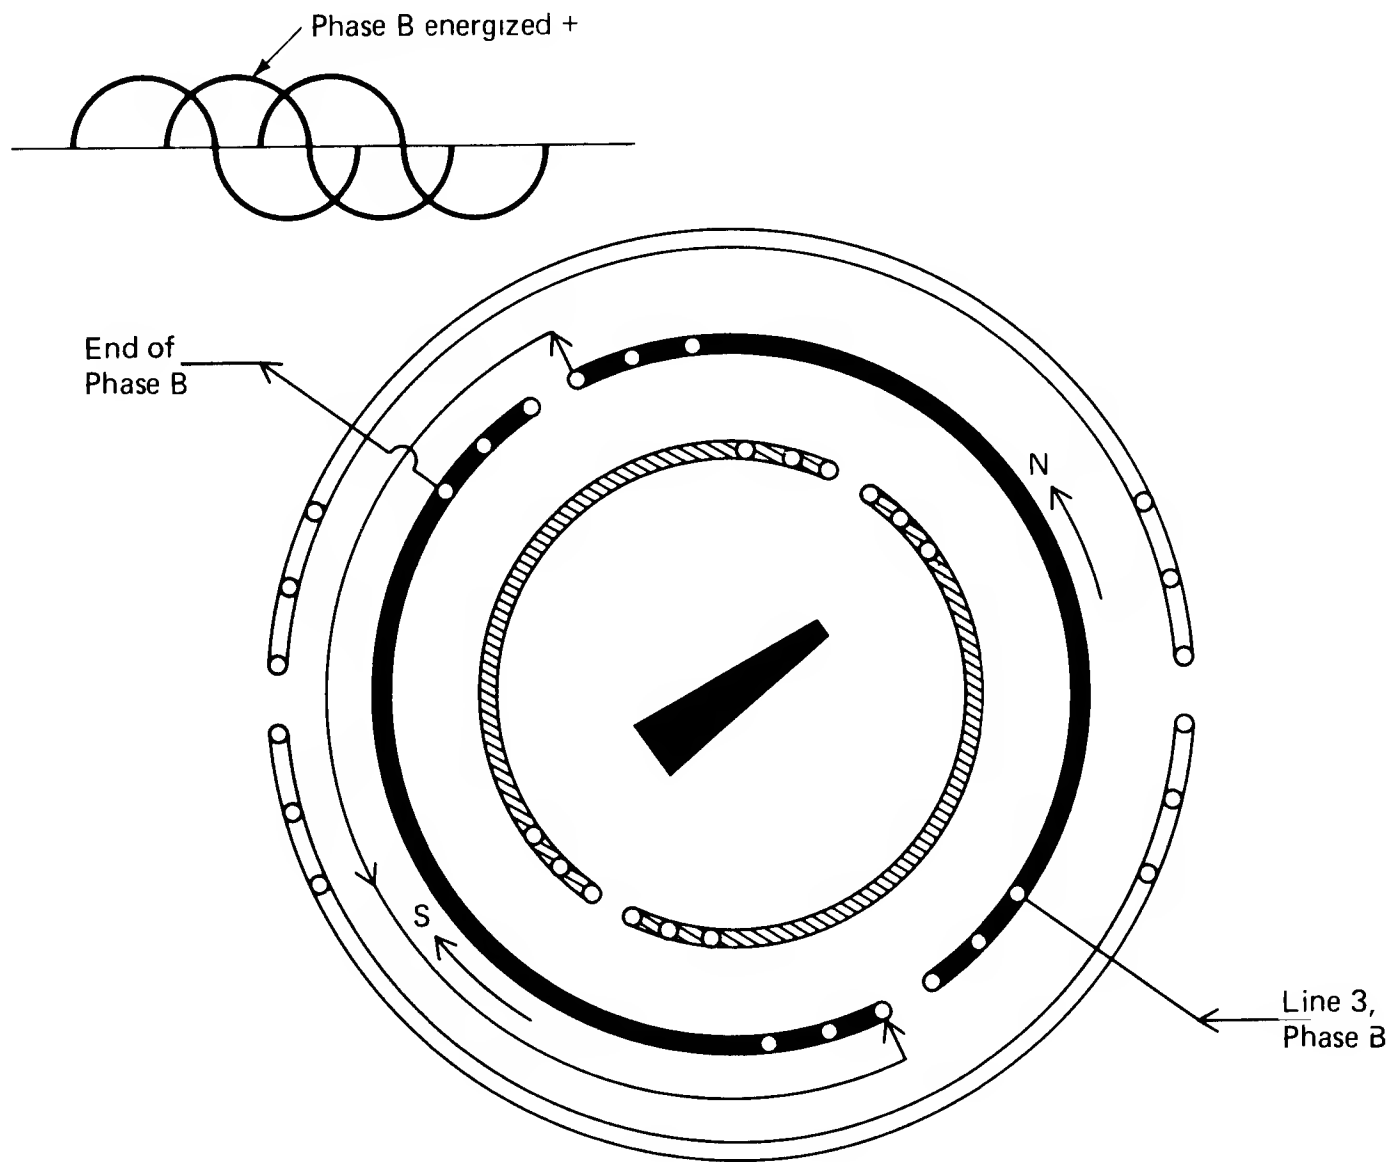 Phase B energized +
End of
Phase B
N
S
Line 3,
Phase B